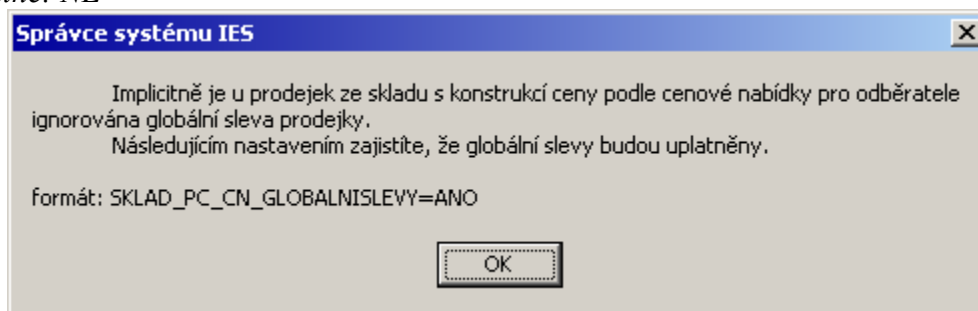 NE
Správce systému IES
Implicitně je u prodejek ze skladu s konstrukcí ceny podle cenové nabídky pro odběratele
ignorována globální sleva prodejky.
Následujícím nastavením zajistíte, že globální slevy budou uplatněny.
formát: SKLAD_PC_CN_GLOBALNISLEVY=ANO
OK